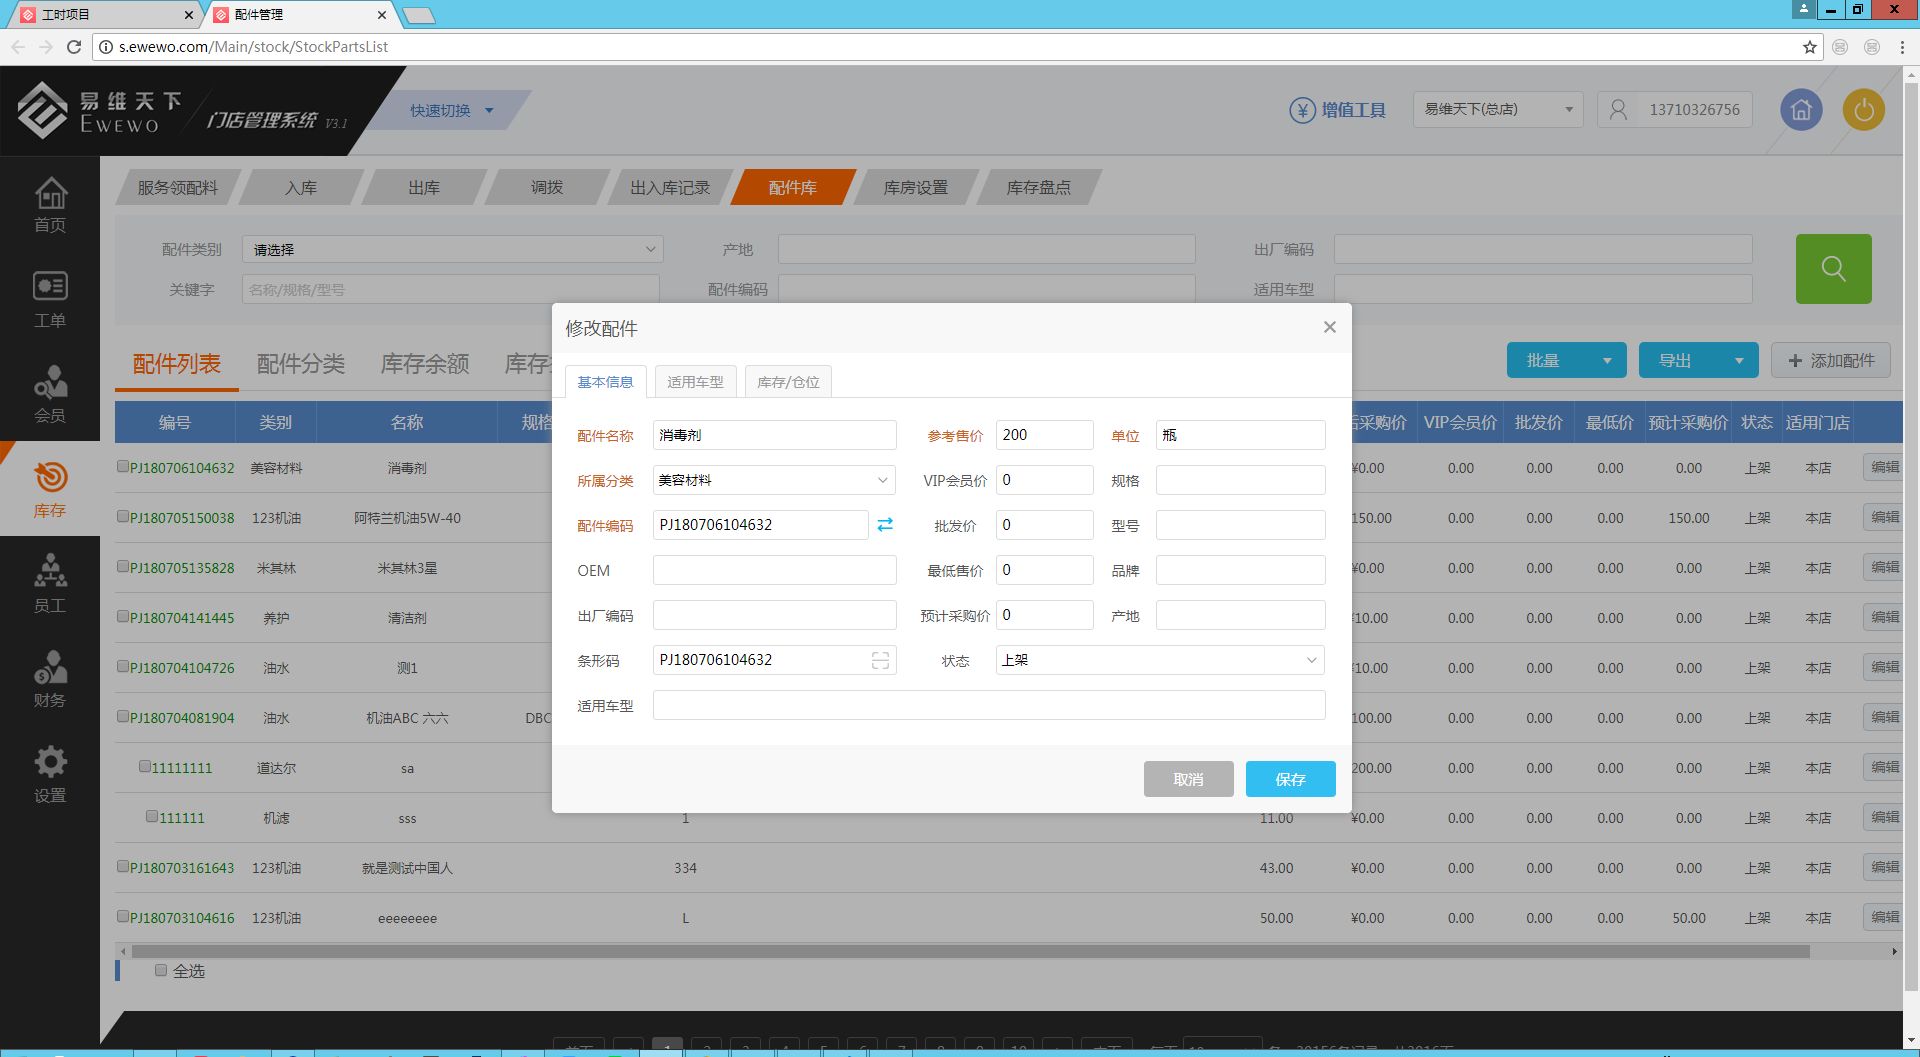 工时项目
配件管理
s.ewewo.com/Main/stock/StockPartsList
易维天下
EWEWO
门店管理系统 V3.1
快速切换
增值工具
易维天下(总店)
13710326756
首页
工单
会员
库存
员工
财务
设置
服务领配料
入库
出库
调拨
出入库记录
配件库
库房设置
库存盘点
配件类别
请选择
产地
出厂编码
关键字
名称/规格/型号
配件编码
适用车型
配件列表
配件分类
库存余额
库存
批量
导出
添加配件
编号 类别 名称 规格 采购价 VIP会员价 批发价 最低价 预计采购价 状态 适用门店
PJ180706104632 美容材料 消毒剂 ¥0.00 0.00 0.00 0.00 0.00 上架 本店 编辑
PJ180705150038 123机油 阿特兰机油5W-40 150.00 0.00 0.00 0.00 150.00 上架 本店 编辑
PJ180705135828 米其林 米其林3星 ¥0.00 0.00 0.00 0.00 0.00 上架 本店 编辑
PJ180704141445 养护 清洁剂 10.00 0.00 0.00 0.00 0.00 上架 本店 编辑
PJ180704104726 油水 测1 10.00 0.00 0.00 0.00 0.00 上架 本店 编辑
PJ180704081904 油水 机油ABC 六六 DBC 100.00 0.00 0.00 0.00 0.00 上架 本店 编辑
11111111 道达尔 sa 200.00 0.00 0.00 0.00 0.00 上架 本店 编辑
111111 机滤 sss 1 11.00 ¥0.00 0.00 0.00 0.00 0.00 上架 本店 编辑
PJ180703161643 123机油 就是测试中国人 334 43.00 ¥0.00 0.00 0.00 0.00 0.00 上架 本店 编辑
PJ180703104616 123机油 eeeeeeee L 50.00 ¥0.00 0.00 0.00 0.00 50.00 上架 本店 编辑
全选
修改配件
基本信息
适用车型
库存/仓位
配件名称 消毒剂 参考售价 200 单位 瓶
所属分类 美容材料 VIP会员价 0 规格
配件编码 PJ180706104632 批发价 0 型号
OEM 最低售价 0 品牌
出厂编码 预计采购价 0 产地
条形码 PJ180706104632 状态 上架
适用车型
取消
保存